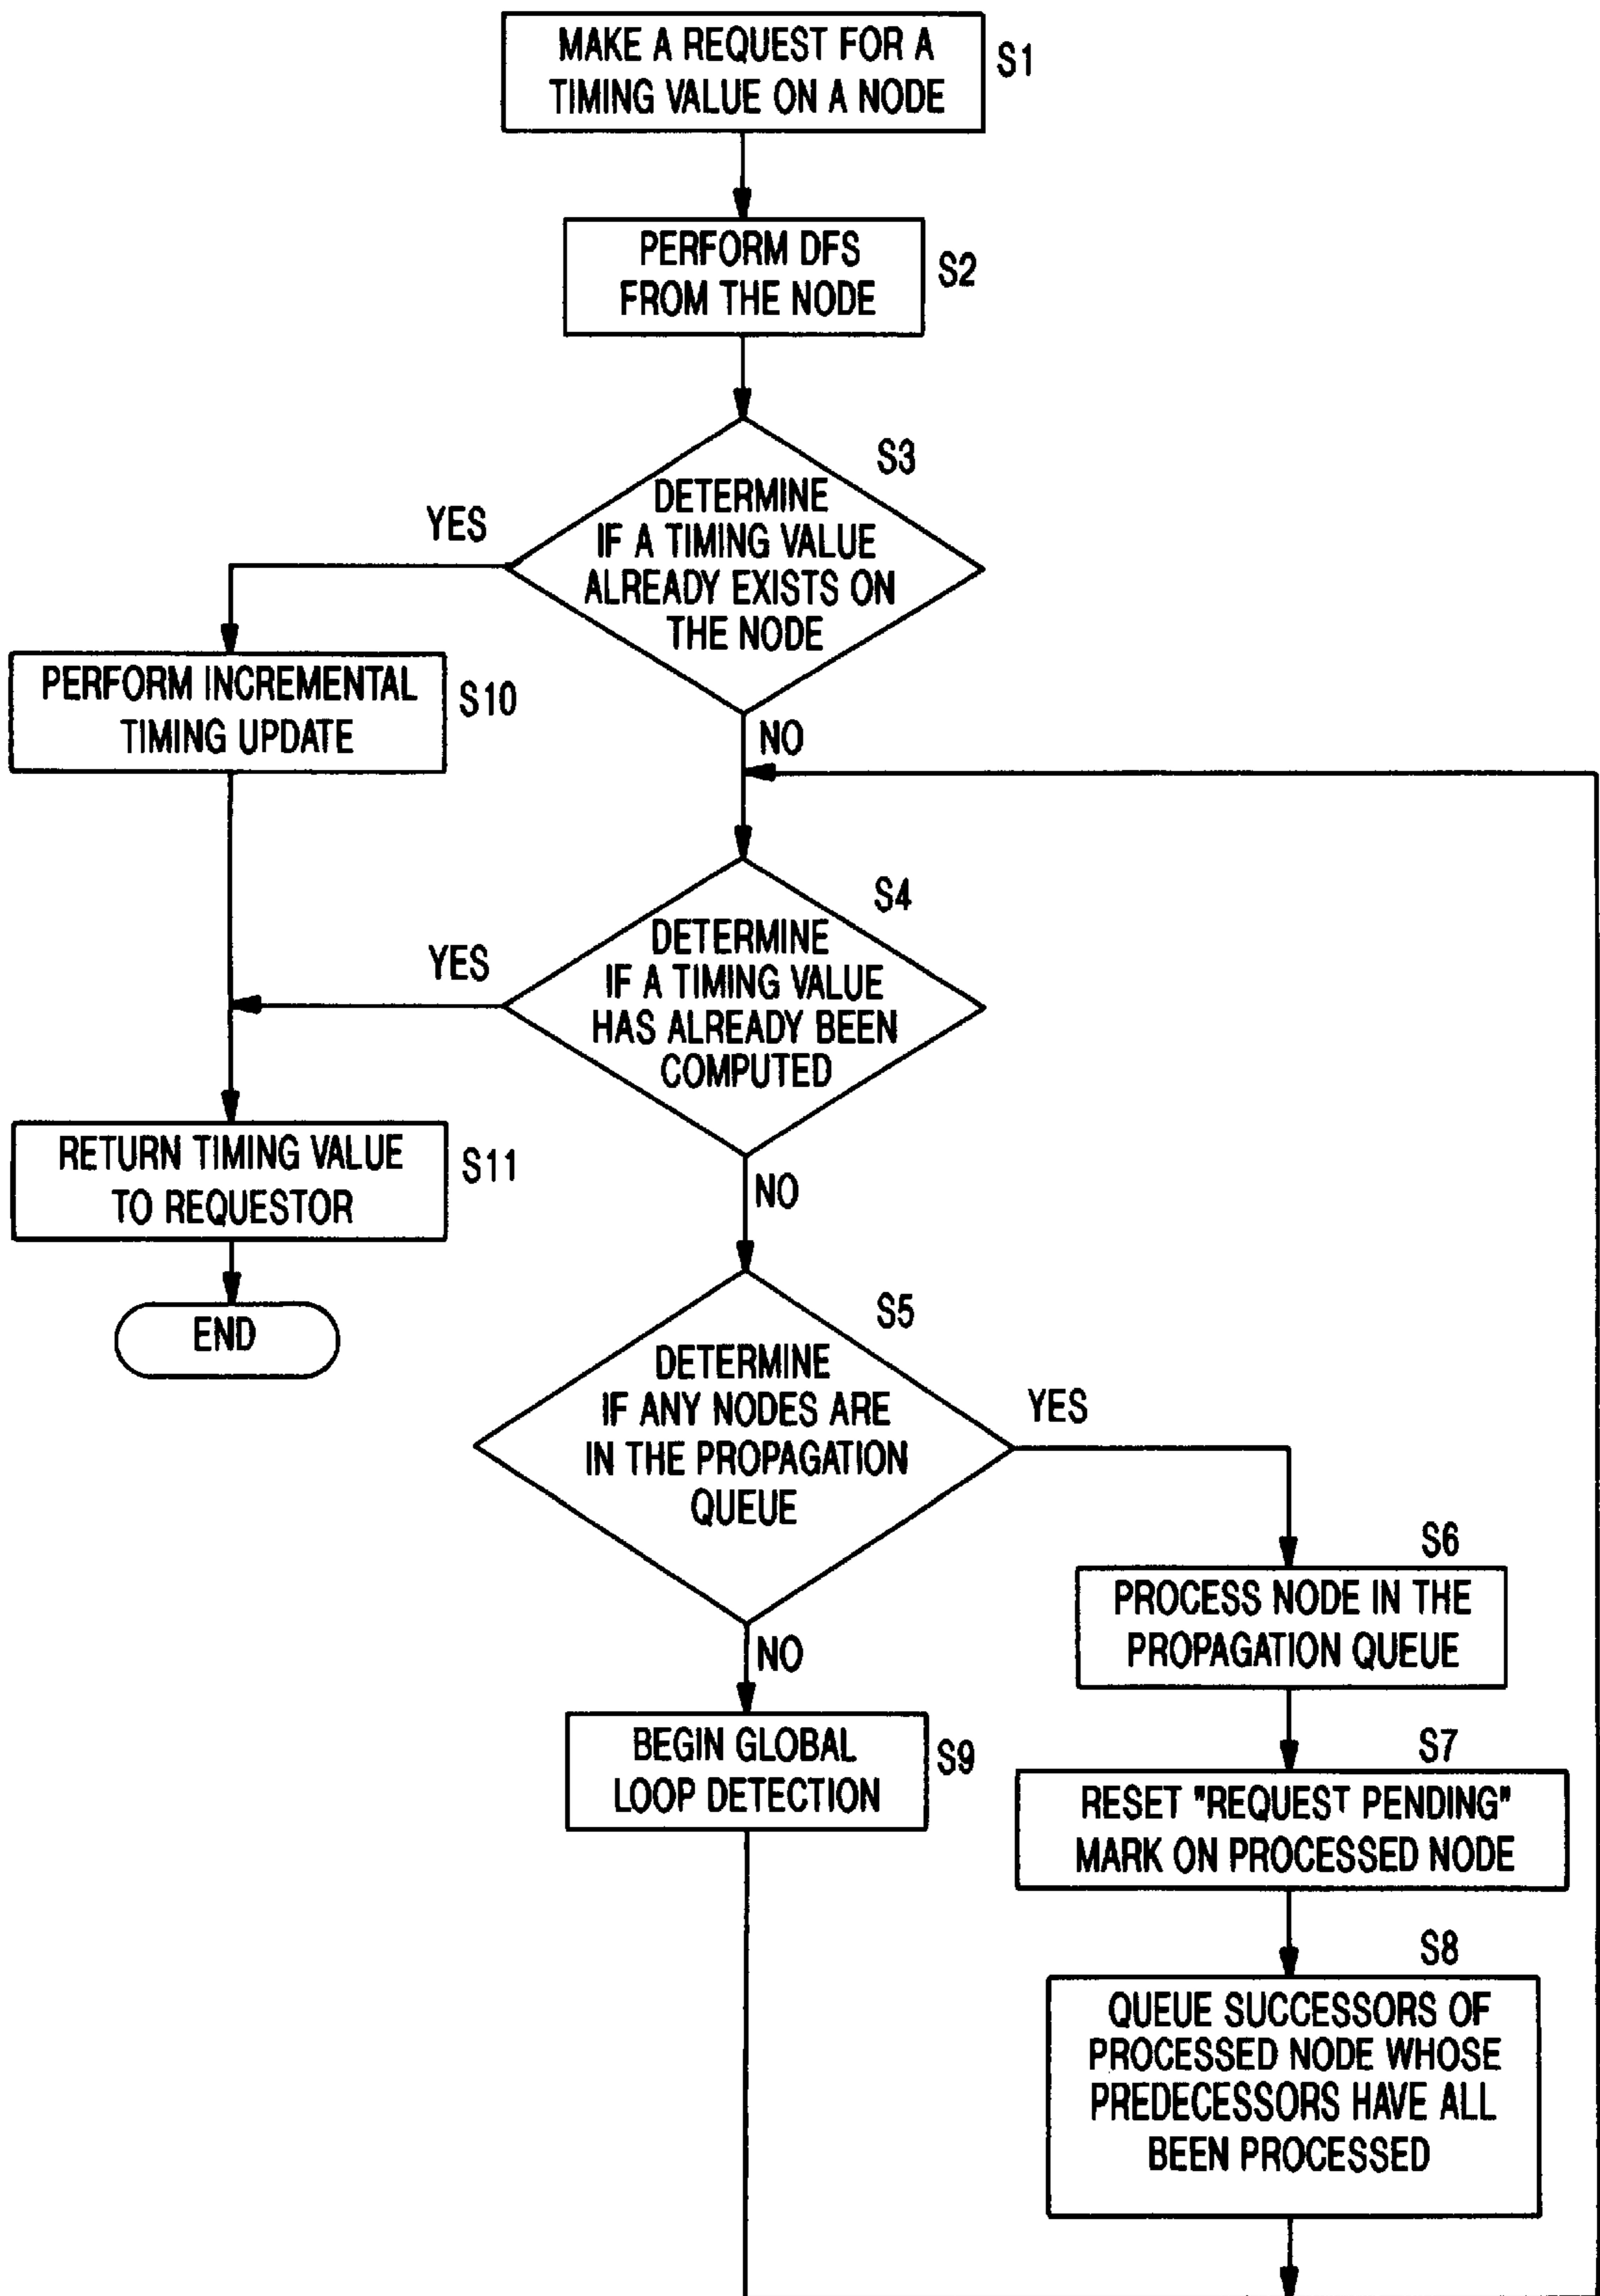 MAKE A REQUEST FOR A
TIMING VALUE ON A NODE
S1
PERFORM DFS
FROM THE NODE
S2
S3
DETERMINE
IF A TIMING VALUE
ALREADY EXISTS ON
THE NODE
YES
PERFORM INCREMENTAL
TIMING UPDATE
S10
NO
S4
DETERMINE
IF A TIMING VALUE
HAS ALREADY BEEN
COMPUTED
YES
RETURN TIMING VALUE
TO REQUESTOR
S11
NO
END
S5
DETERMINE
IF ANY NODES ARE
IN THE PROPAGATION
QUEUE
YES
S6
PROCESS NODE IN THE
PROPAGATION QUEUE
NO
BEGIN GLOBAL
LOOP DETECTION
S9
S7
RESET "REQUEST PENDING"
MARK ON PROCESSED NODE
S8
QUEUE SUCCESSORS OF
PROCESSED NODE WHOSE
PREDECESSORS HAVE ALL
BEEN PROCESSED